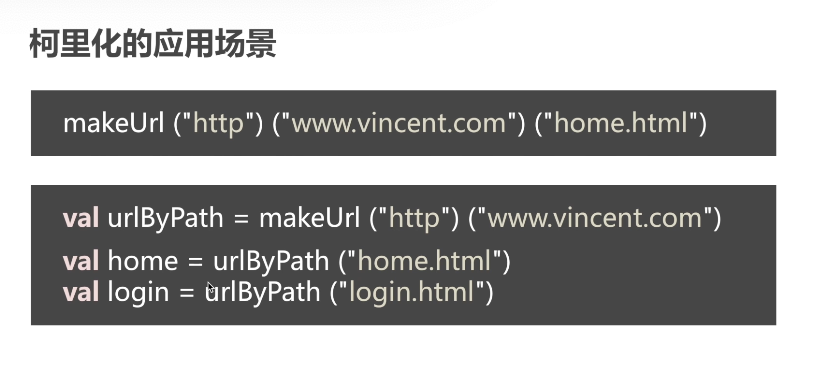 柯里化的应用场景
makeUrl ("http") ("www.vincent.com") ("home.html")
val urlByPath = makeUrl ("http") ("www.vincent.com")
val home = urlByPath ("home.html")
val login = urlByPath ("login.html")